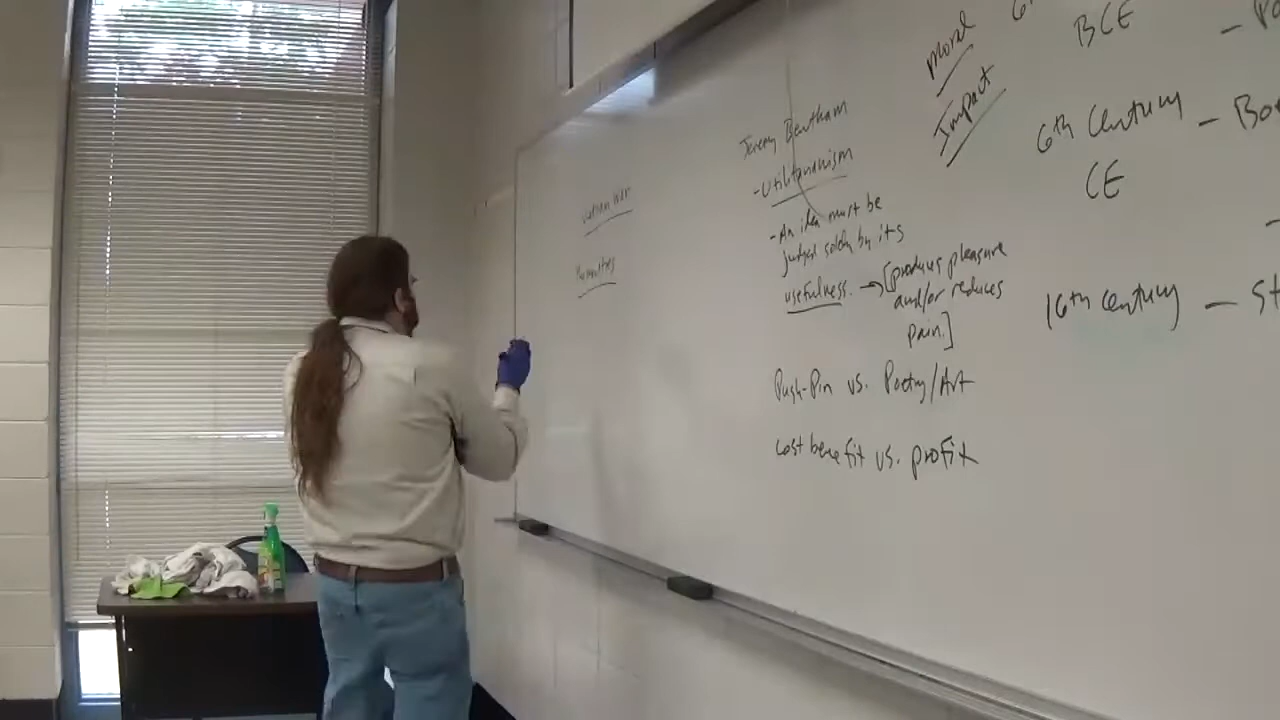 Jeremy Bentham
- Utilitarianism
- An idea must be
judged solely by its
usefulness. → [produces pleasure
and/or reduces
pain.]
Push-Pin vs. Poetry/Art
cost benefit vs. profit
Moral
Impact
BCE
6th Century -
CE
16th century -